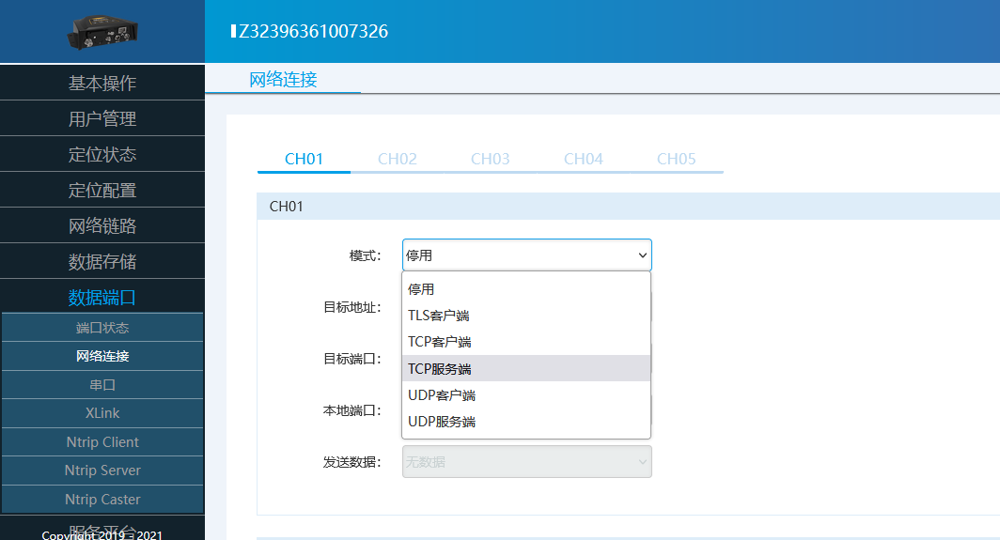 Z32396361007326
基本操作
用户管理
定位状态
定位配置
网络链路
数据存储
数据端口
端口状态
网络连接
串口
XLink
Ntrip Client
Ntrip Server
Ntrip Caster
服务平台
Copyright 2019 - 2021
网络连接
CH01 CH02 CH03 CH04 CH05
CH01
模式: 停用
停用
TLS客户端
TCP客户端
TCP服务端
UDP客户端
UDP服务端
目标地址:
目标端口:
本地端口:
发送数据: 无数据